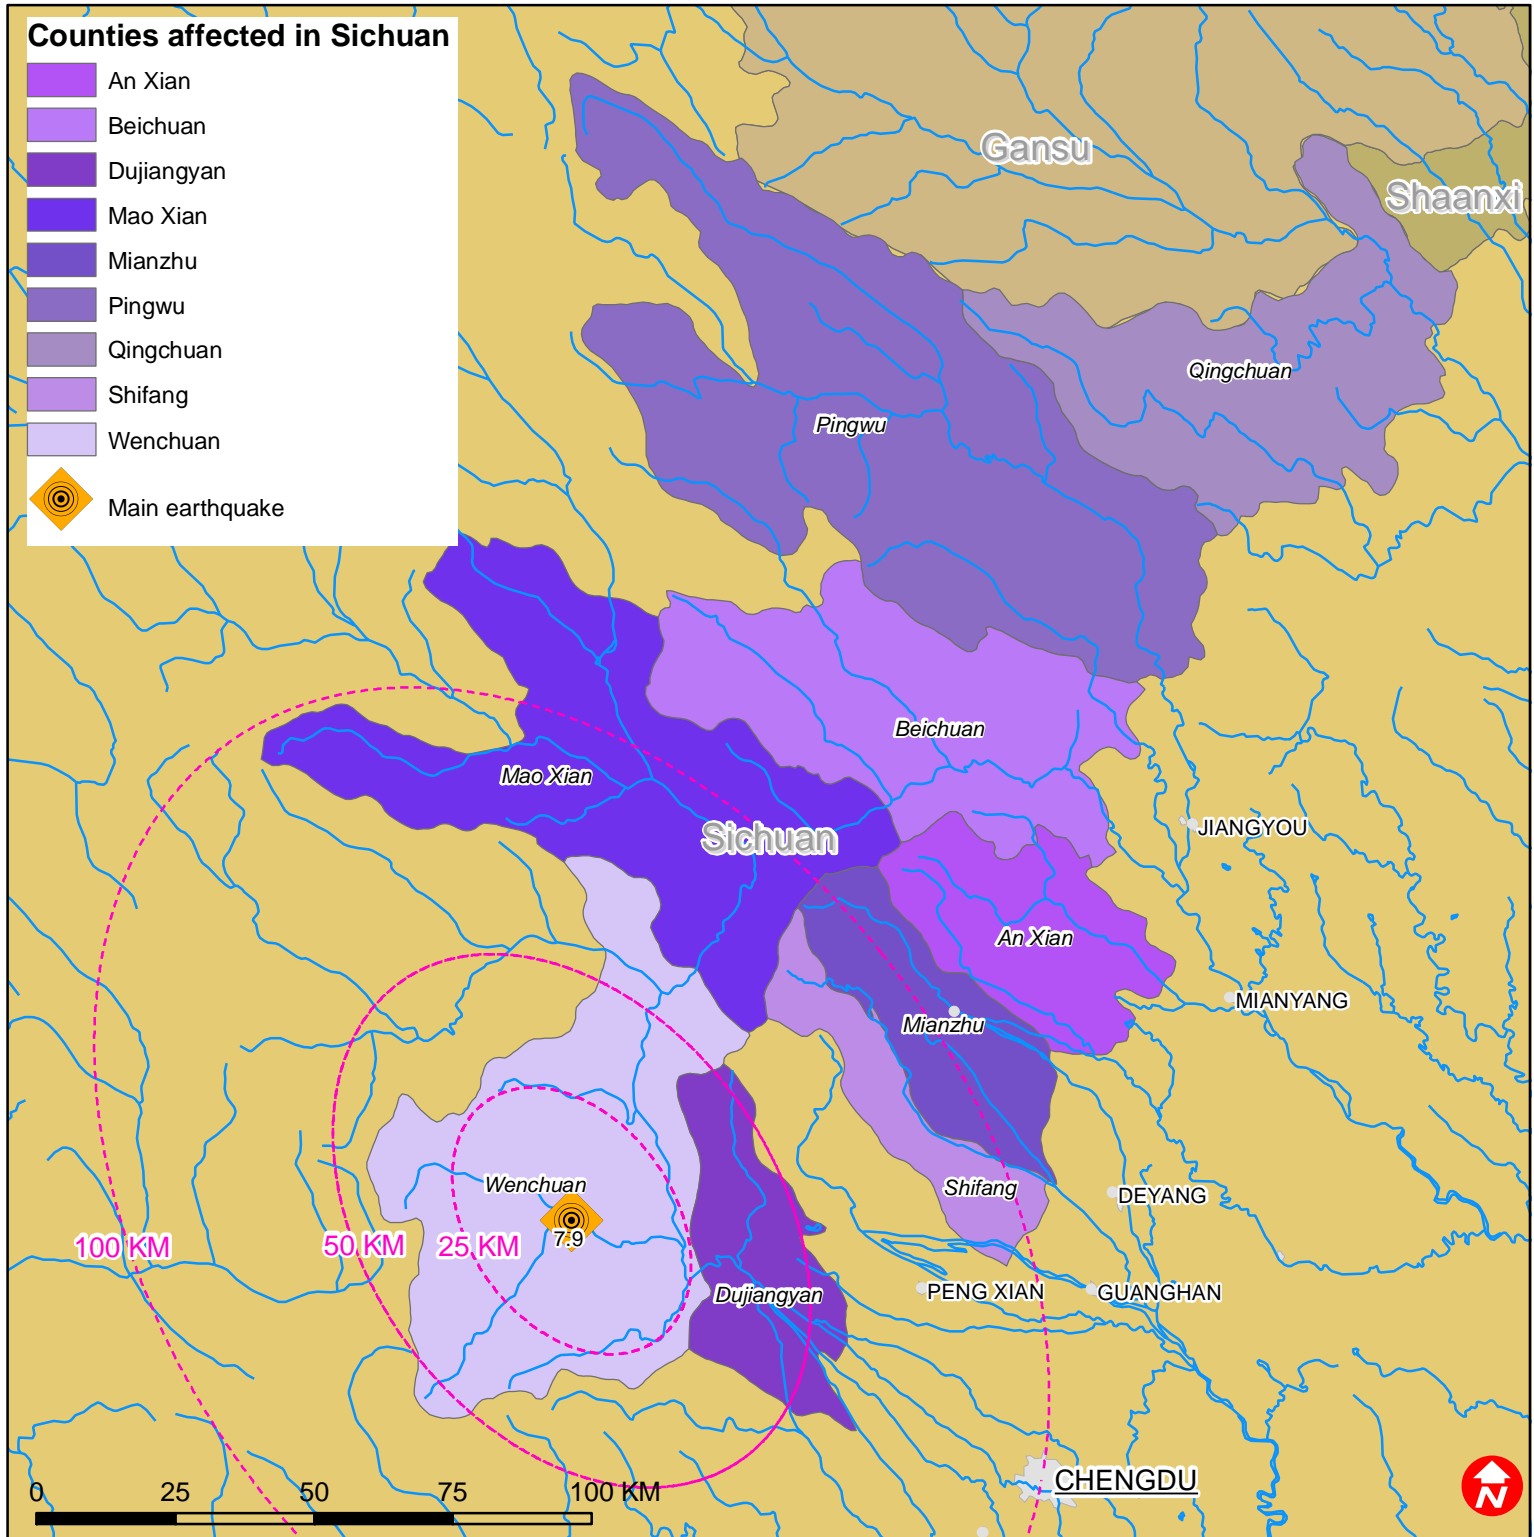 Counties affected in Sichuan
An Xian
Beichuan
Dujiangyan
Mao Xian
Mianzhu
Pingwu
Qingchuan
Shifang
Wenchuan
Main earthquake
Gansu
Shaanxi
Qingchuan
Pingwu
Beichuan
Mao Xian
Sichuan
JIANGYOU
An Xian
MIANYANG
Mianzhu
Wenchuan
Shifang
DEYANG
7.9
100 KM
50 KM
25 KM
Dujiangyan
PENG XIAN
GUANGHAN
CHENGDU
0 25 50 75 100 KM
N